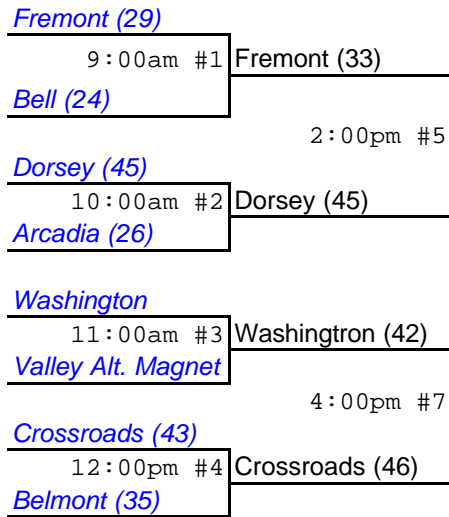 Fremont (29)
9:00am #1 Fremont (33)
Bell (24)
2:00pm #5
Dorsey (45)
10:00am #2 Dorsey (45)
Arcadia (26)
Washington
11:00am #3 Washingtron (42)
Valley Alt. Magnet
4:00pm #7
Crossroads (43)
12:00pm #4 Crossroads (46)
Belmont (35)